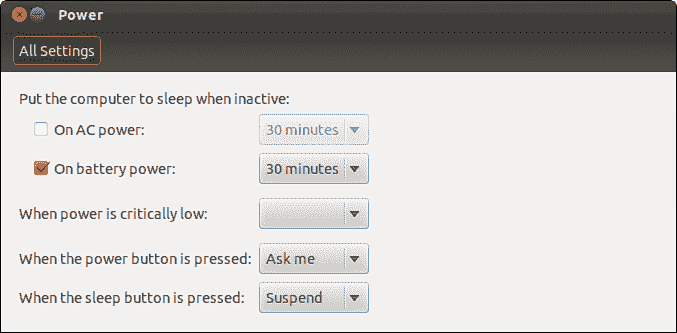 Power
All Settings
Put the computer to sleep when inactive:
On AC power: 30 minutes
On battery power: 30 minutes
When power is critically low:
When the power button is pressed: Ask me
When the sleep button is pressed: Suspend